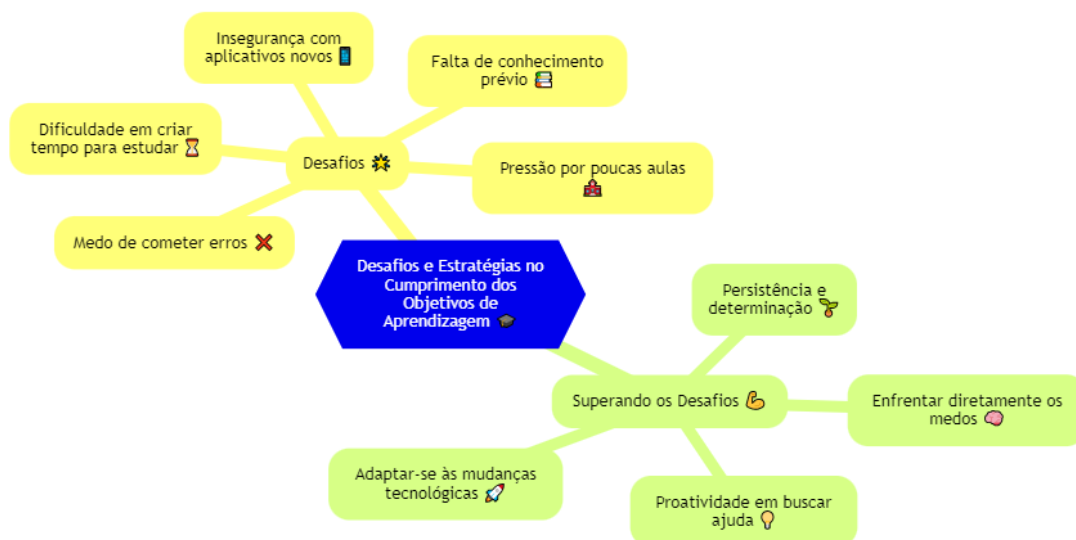 Insegurança com
aplicativos novos 📱
Falta de conhecimento
prévio 📚
Dificuldade em criar
tempo para estudar ⏳
Desafios 🌟
Pressão por poucas aulas
🏫
Medo de cometer erros ❌
Desafios e Estratégias no
Cumprimento dos
Objetivos de
Aprendizagem 🎓
Persistência e
determinação 🌱
Superando os Desafios 💪
Enfrentar diretamente os
medos 🧠
Adaptar-se às mudanças
tecnológicas 🚀
Proatividade em buscar
ajuda 💡